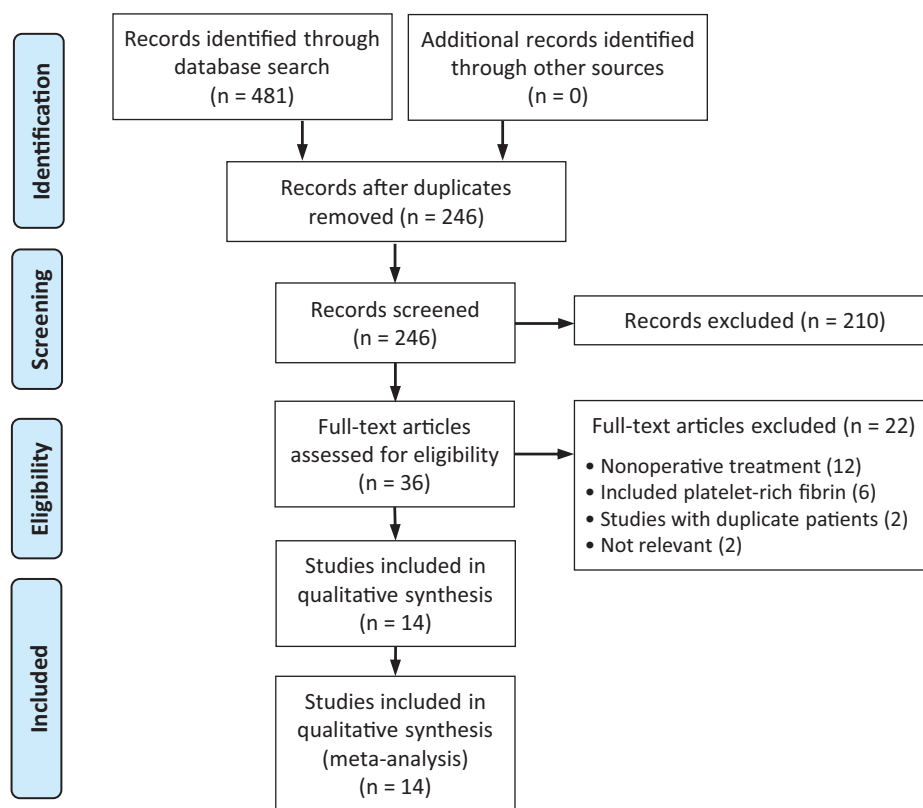 Identification
Records identified through
database search
(n = 481)
Additional records identified
through other sources
(n = 0)
Records after duplicates
removed (n = 246)
Screening
Records screened
(n = 246)
Records excluded (n = 210)
Eligibility
Full-text articles
assessed for eligibility
(n = 36)
Full-text articles excluded (n = 22)
• Nonoperative treatment (12)
• Included platelet-rich fibrin (6)
• Studies with duplicate patients (2)
• Not relevant (2)
Included
Studies included in
qualitative synthesis
(n = 14)
Studies included in
qualitative synthesis
(meta-analysis)
(n = 14)